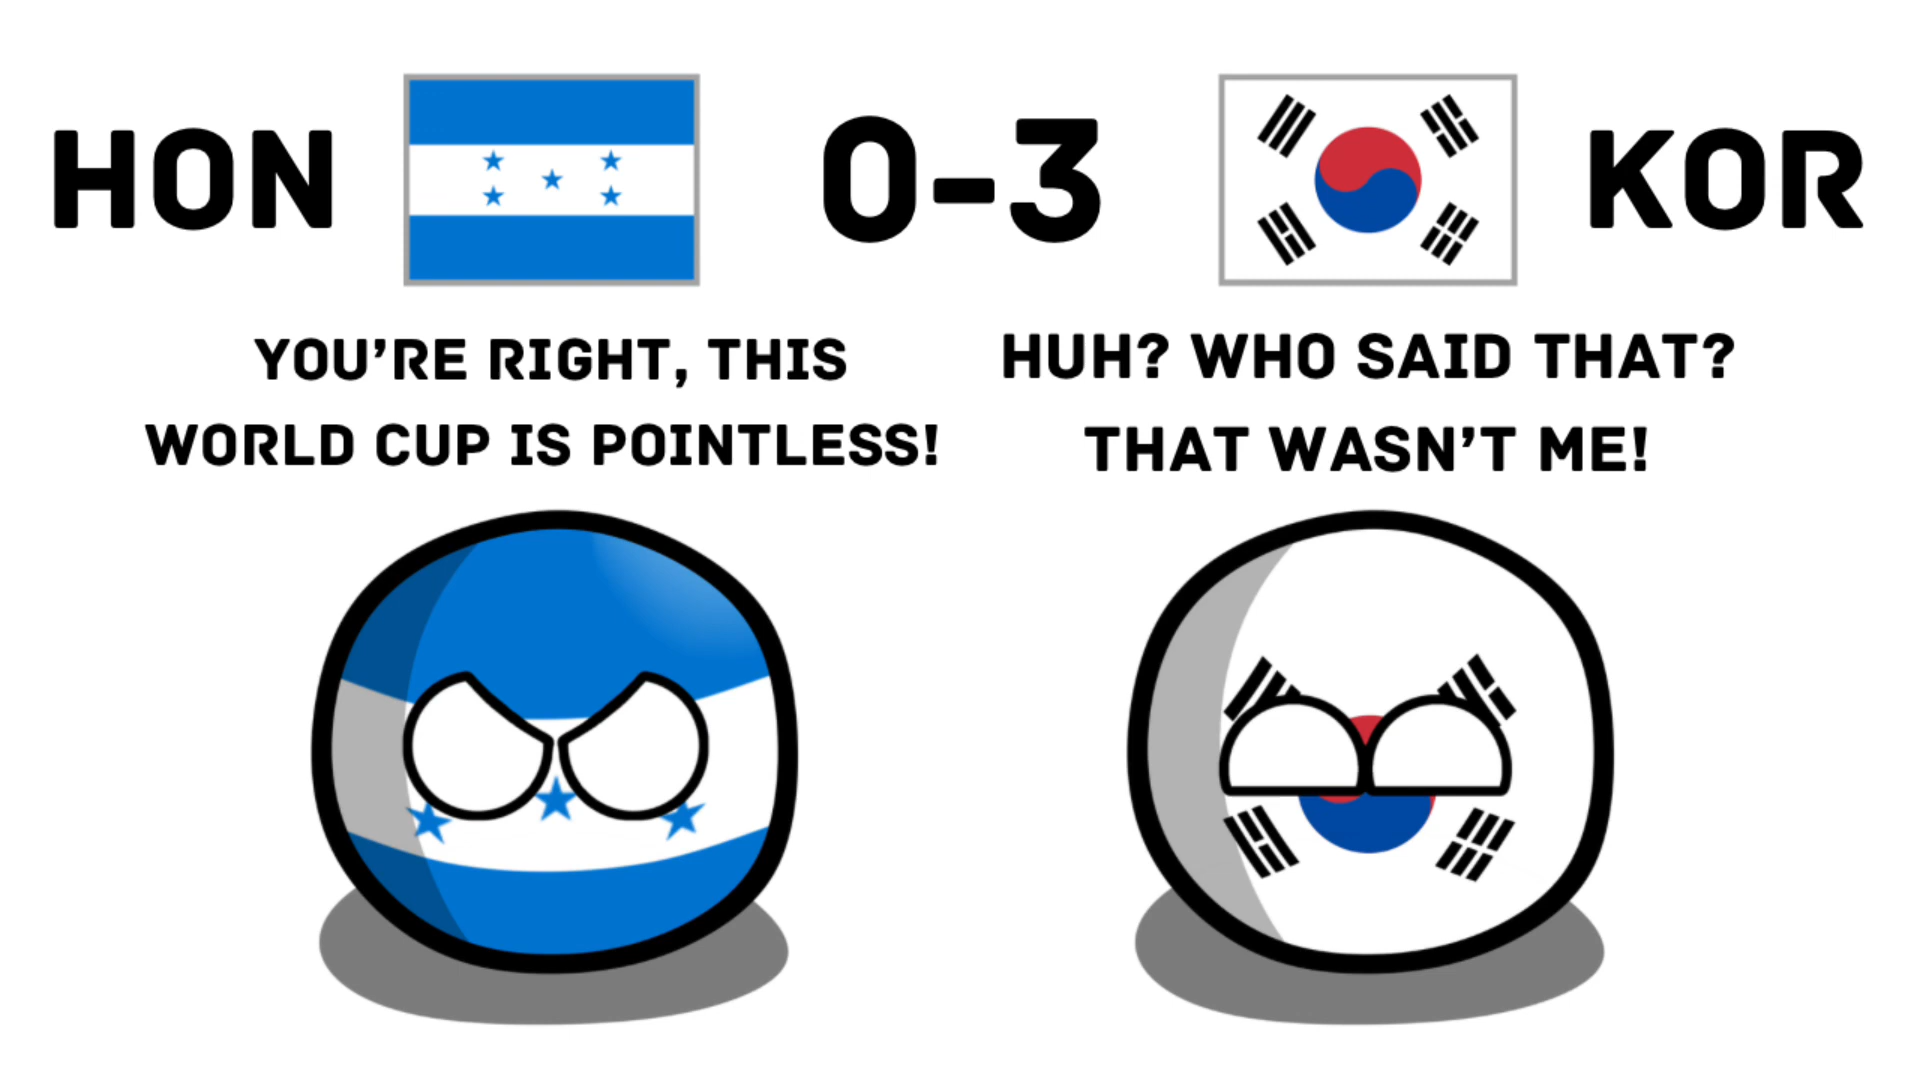 HON 0-3 KOR
YOU'RE RIGHT, THIS
WORLD CUP IS POINTLESS!
HUH? WHO SAID THAT?
THAT WASN'T ME!